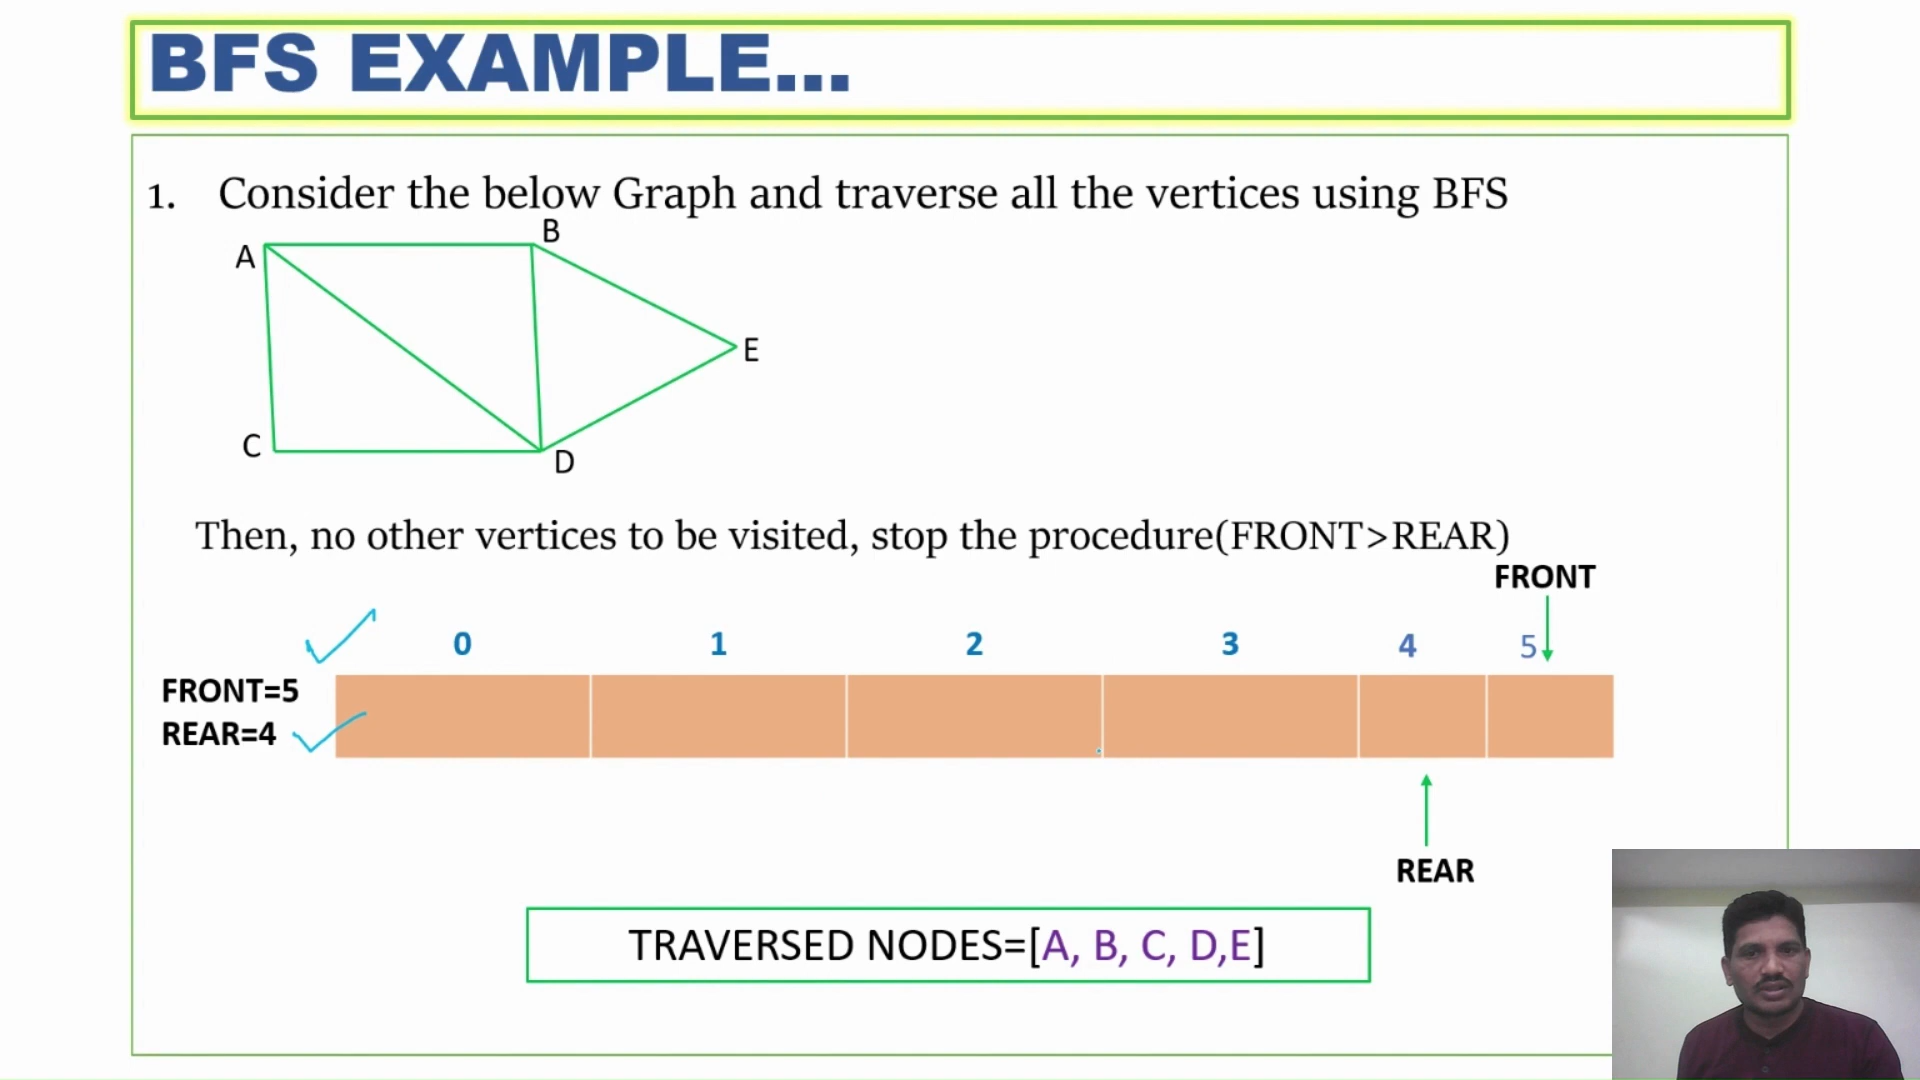 BFS EXAMPLE...
1. Consider the below Graph and traverse all the vertices using BFS
B
A
E
C
D
Then, no other vertices to be visited, stop the procedure(FRONT>REAR)
FRONT
0 1 2 3 4 5
FRONT=5
REAR=4
REAR
TRAVERSED NODES=[A, B, C, D,E]